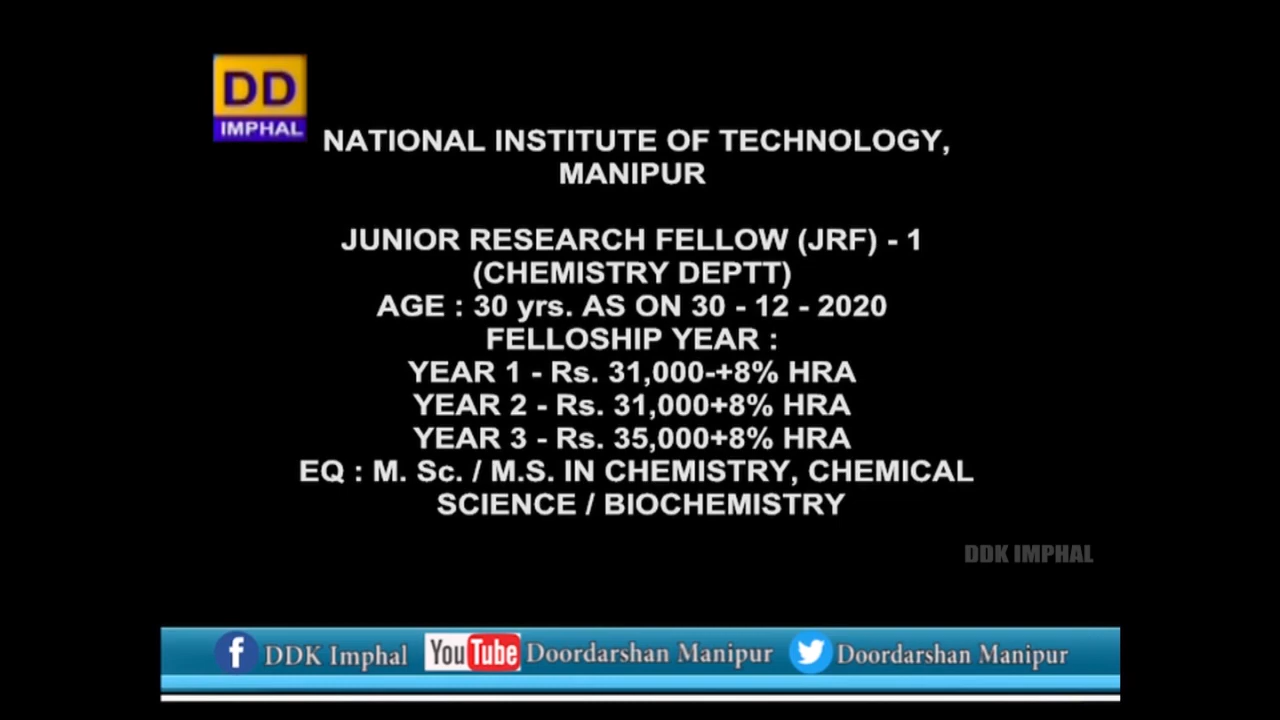 DD
IMPHAL
NATIONAL INSTITUTE OF TECHNOLOGY,
MANIPUR
JUNIOR RESEARCH FELLOW (JRF) - 1
(CHEMISTRY DEPTT)
AGE : 30 yrs. AS ON 30 - 12 - 2020
FELLOSHIP YEAR :
YEAR 1 - Rs. 31,000-+8% HRA
YEAR 2 - Rs. 31,000+8% HRA
YEAR 3 - Rs. 35,000+8% HRA
EQ : M. Sc. / M.S. IN CHEMISTRY, CHEMICAL
SCIENCE / BIOCHEMISTRY
DDK IMPHAL
f DDK Imphal YouTube Doordarshan Manipur Doordarshan Manipur